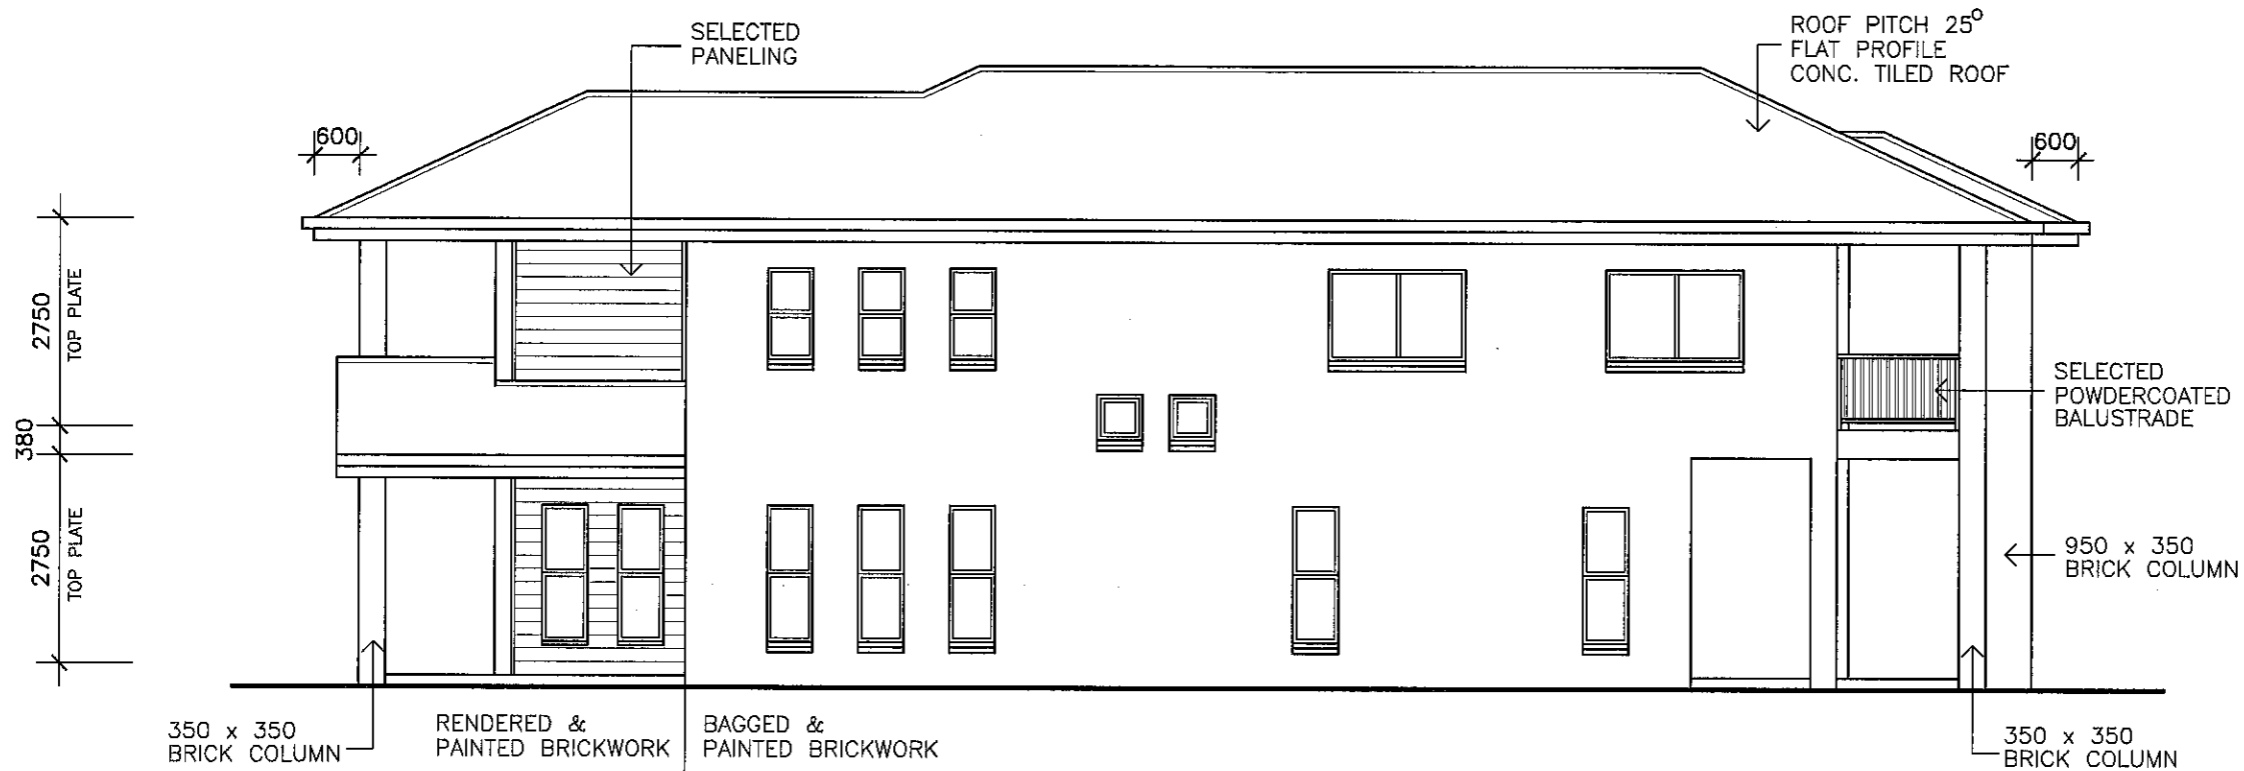 SELECTED
PANELING
ROOF PITCH 25°
FLAT PROFILE
CONC. TILED ROOF
600
600
2750
TOP PLATE
380
2750
TOP PLATE
SELECTED
POWDERCOATED
BALUSTRADE
950 x 350
BRICK COLUMN
350 x 350
BRICK COLUMN
RENDERED &
PAINTED BRICKWORK
BAGGED &
PAINTED BRICKWORK
350 x 350
BRICK COLUMN